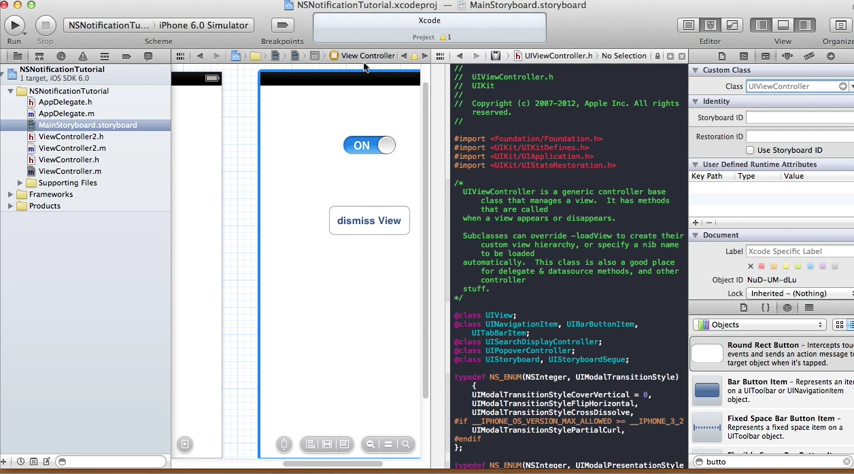 NSNotificationTutorial.xcodeproj — MainStoryboard.storyboard
NSNotificationTu... iPhone 6.0 Simulator
Xcode
Project 1
Run Stop Scheme Breakpoints Editor View Organize
NSNotificationTutorial
1 target, iOS SDK 6.0
NSNotificationTutorial
AppDelegate.h
AppDelegate.m
MainStoryboard.storyboard
ViewController2.h
ViewController2.m
ViewController.h
ViewController.m
Supporting Files
Frameworks
Products
View Controller
ON
dismiss View
UIViewController.h No Selection
//
// UIViewController.h
// UIKit
//
// Copyright (c) 2007-2012, Apple Inc. All rights
reserved.
//
#import <Foundation/Foundation.h>
#import <UIKit/UIKitDefines.h>
#import <UIKit/UIApplication.h>
#import <UIKit/UIStateRestoration.h>
/*
UIViewController is a generic controller base
class that manages a view. It has methods
that are called
when a view appears or disappears.
Subclasses can override -loadView to create their
custom view hierarchy, or specify a nib name
to be loaded
automatically. This class is also a good place
for delegate & datasource methods, and other
controller
stuff.
*/
@class UIView;
@class UINavigationItem, UIBarButtonItem,
UITabBarItem;
@class UISearchDisplayController;
@class UIPopoverController;
@class UIStoryboard, UIStoryboardSegue;
typedef NS_ENUM(NSInteger, UIModalTransitionStyle)
{
UIModalTransitionStyleCoverVertical = 0,
UIModalTransitionStyleFlipHorizontal,
UIModalTransitionStyleCrossDissolve,
#if __IPHONE_OS_VERSION_MAX_ALLOWED >= __IPHONE_3_2
UIModalTransitionStylePartialCurl,
#endif
};
typedef NS_ENUM(NSInteger, UIModalPresentationStyle
Custom Class
Class UIViewController
Identity
Storyboard ID
Restoration ID
Use Storyboard ID
User Defined Runtime Attributes
Key Path Type Value
Document
Label Xcode Specific Label
Object ID NuD-UM-dLu
Lock Inherited - (Nothing)
Objects
Round Rect Button - Intercepts touc
events and sends an action message to
target object when it's tapped.
Bar Button Item - Represents an ite
on a UIToolbar or UINavigationItem
object.
Fixed Space Bar Button Item -
Represents a fixed space item on a
UIToolbar object.
butto